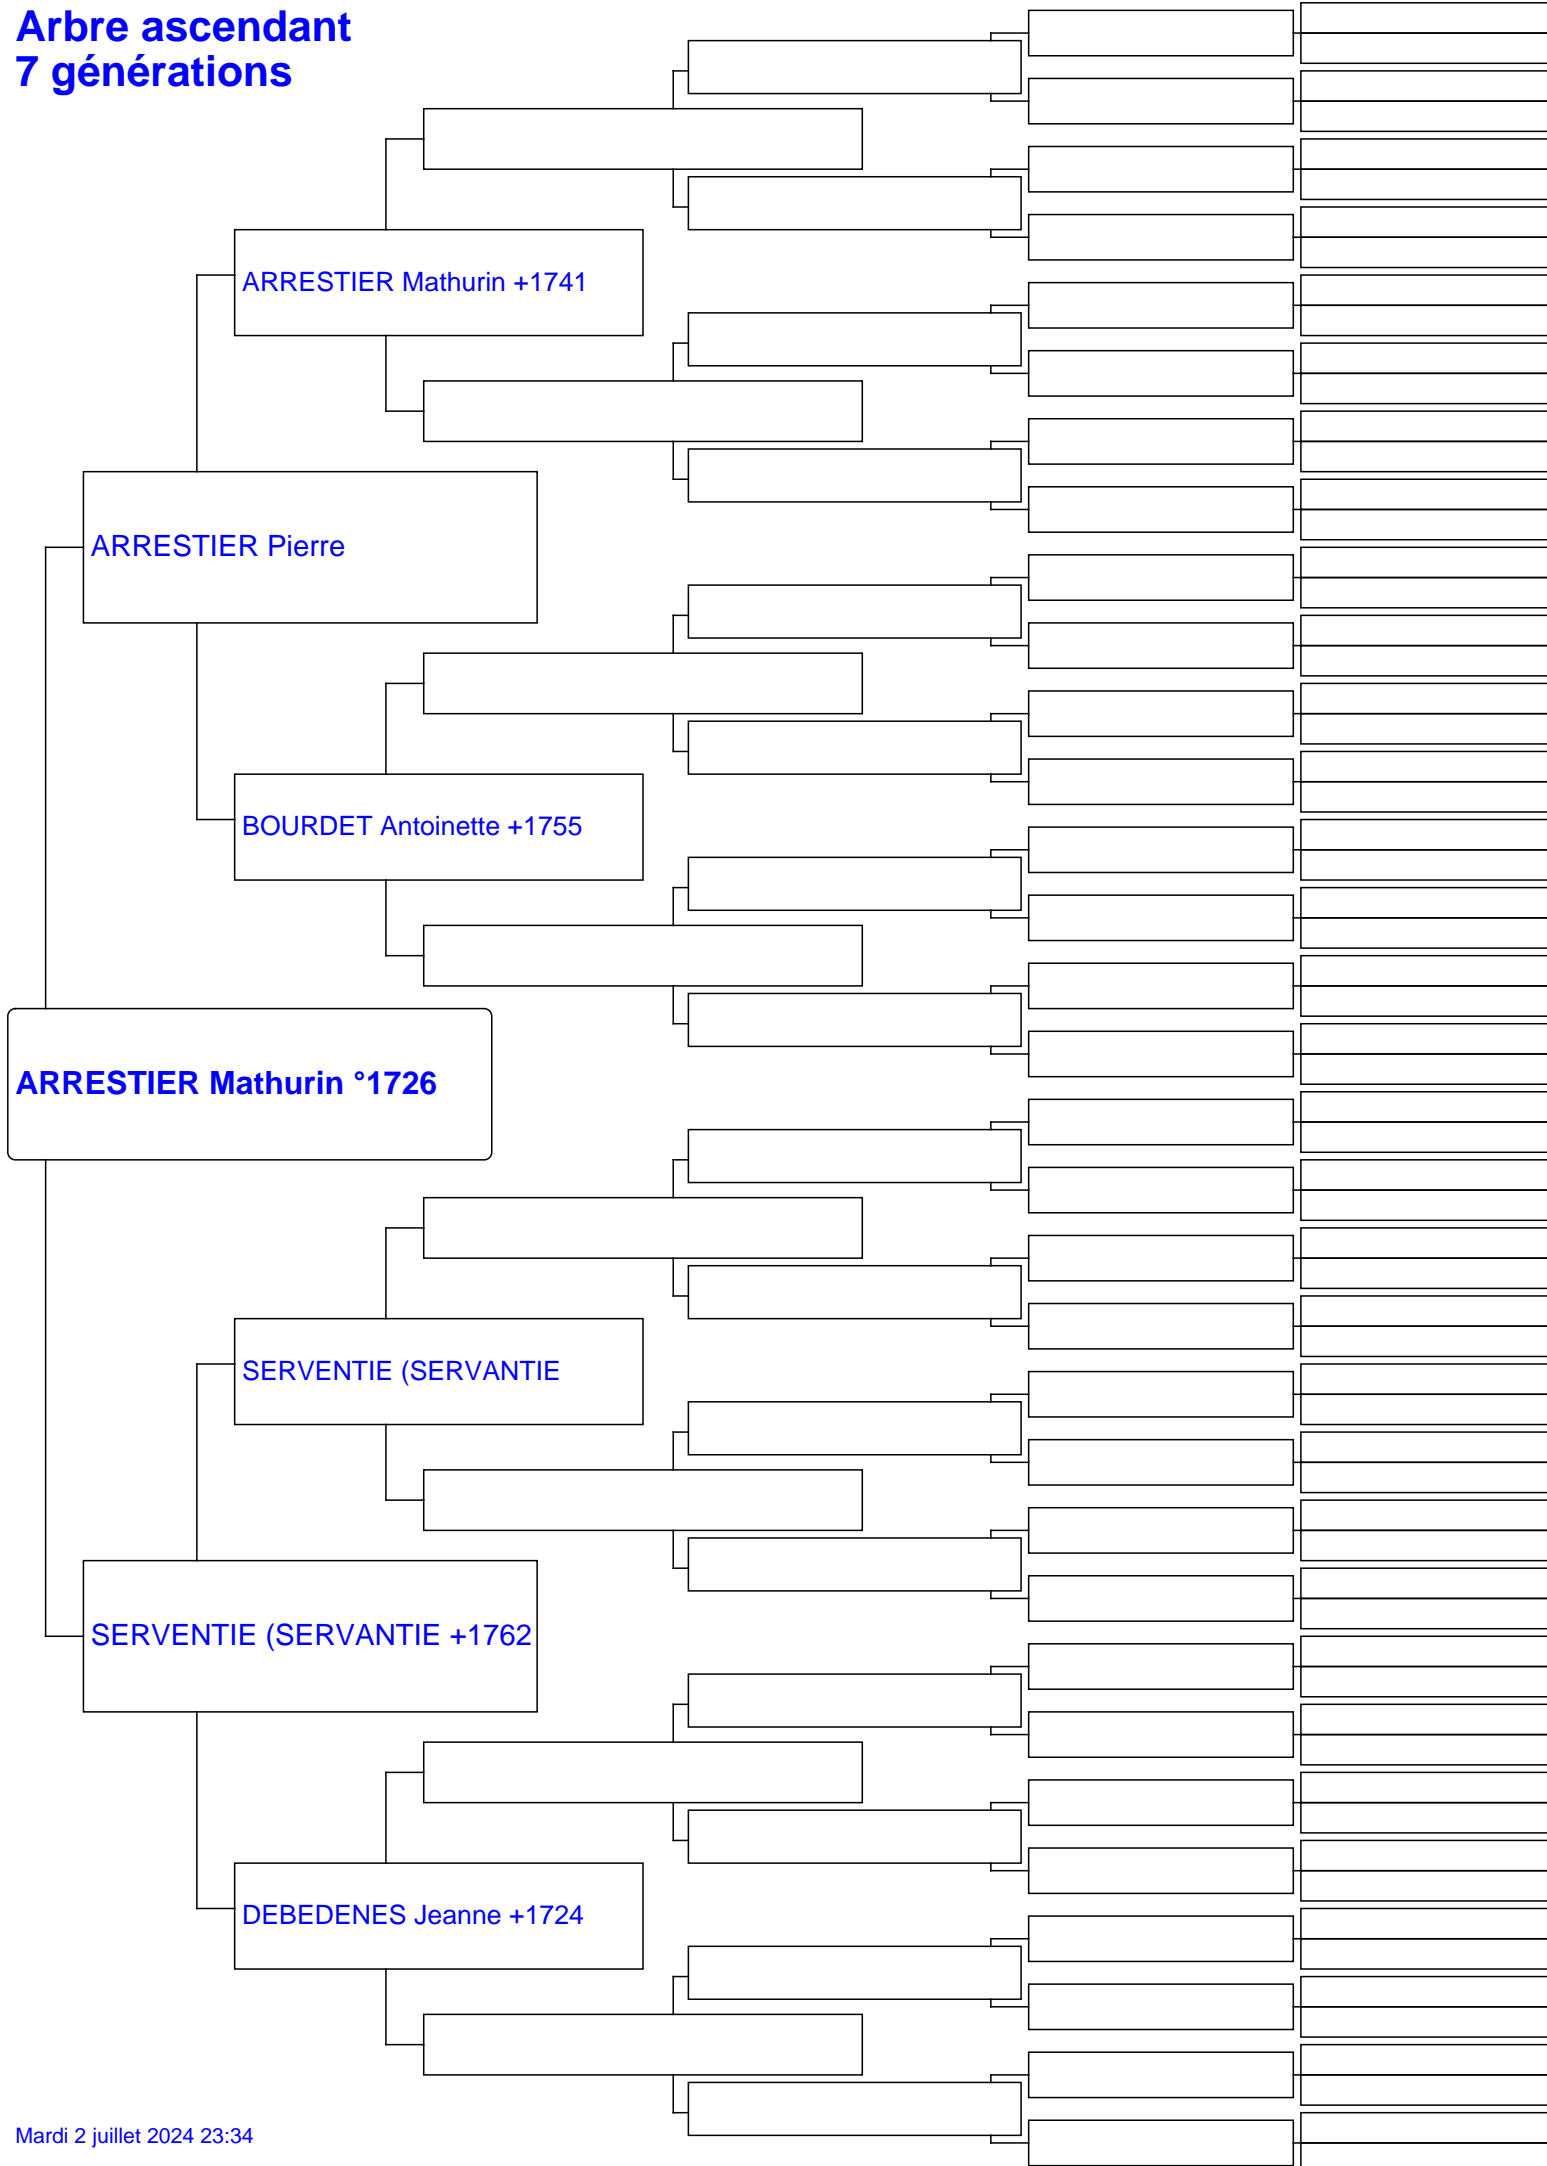 Arbre ascendant
7 générations
ARRESTIER Mathurin +1741
ARRESTIER Pierre
BOURDET Antoinette +1755
ARRESTIER Mathurin °1726
SERVENTIE (SERVANTIE
SERVENTIE (SERVANTIE +1762
DEBEDENES Jeanne +1724
Mardi 2 juillet 2024 23:34